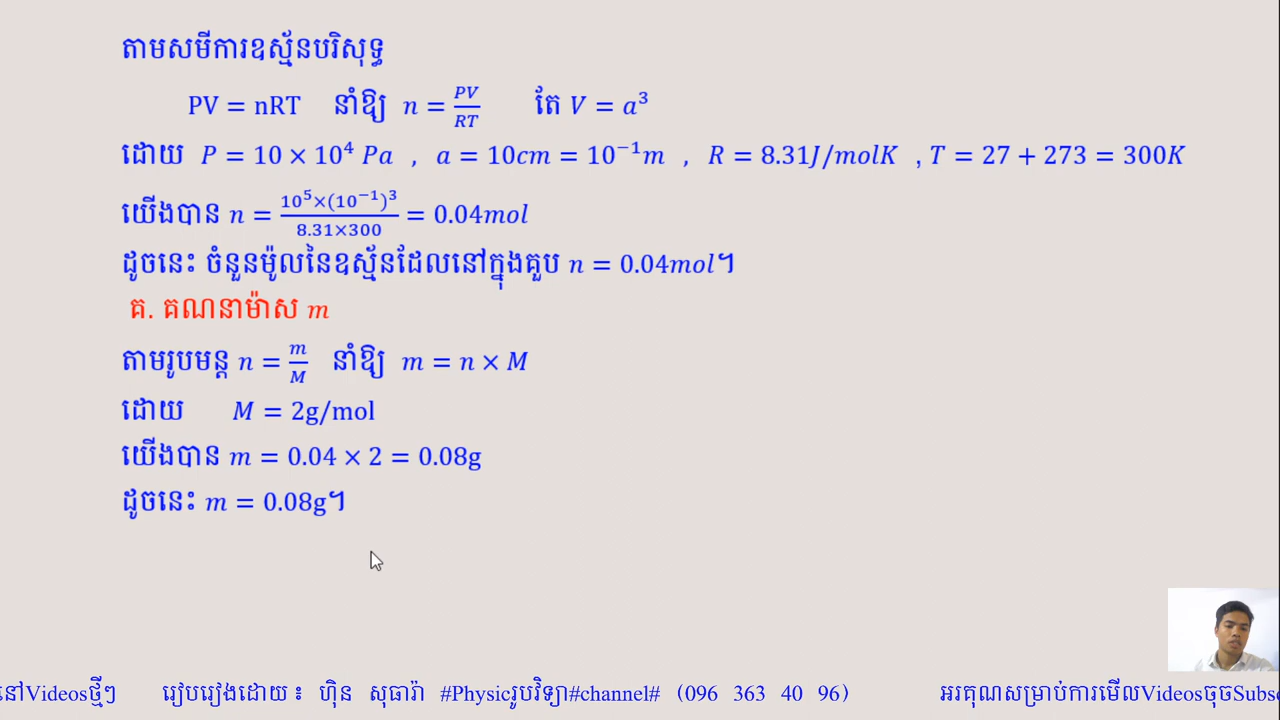 តាមសមីការឧស្ម័នបរិសុទ្ធ
PV = nRT នាំឱ្យ n = PV/RT តែ V = a³
ដោយ P = 10 × 10⁴ Pa , a = 10cm = 10⁻¹m , R = 8.31J/molK , T = 27 + 273 = 300K
យើងបាន n = 10⁵×(10⁻¹)³/8.31×300 = 0.04mol
ដូចនេះ ចំនួនម៉ូលនៃឧស្ម័នដែលនៅក្នុងគួប n = 0.04mol។
គ. គណនាម៉ាស m
តាមរូបមន្ត n = m/M នាំឱ្យ m = n × M
ដោយ M = 2g/mol
យើងបាន m = 0.04 × 2 = 0.08g
ដូចនេះ m = 0.08g។
នៅVideosថ្មីៗ រៀបរៀងដោយ ៖ ហ៊ិន សុធារ៉ា #Physicរូបវិទ្យា#channel# (096 363 40 96) អរគុណសម្រាប់ការមើលVideosចុចSubsc